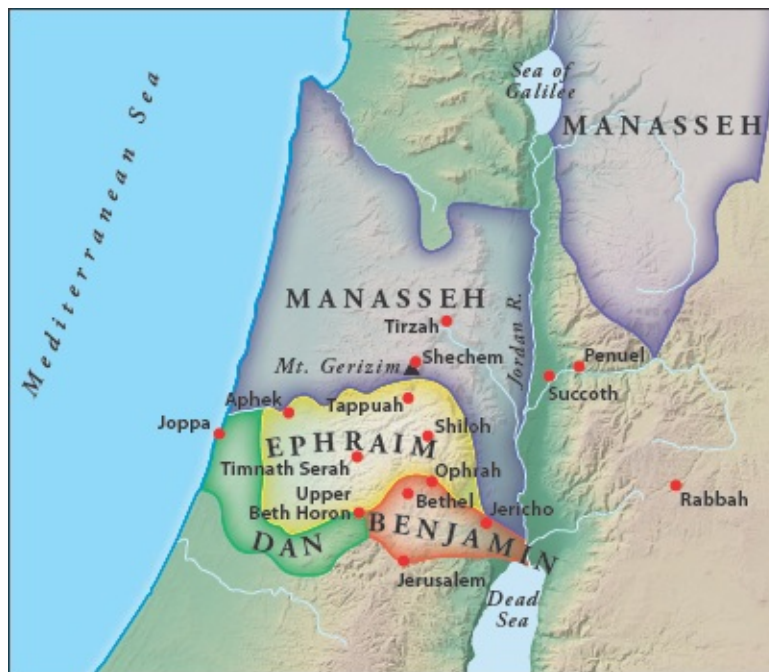 Mediterranean Sea
Sea of
Galilee
MANASSEH
MANASSEH
Tirzah
Jordan R.
Shechem
Mt. Gerizim
Penuel
Succoth
Aphek
Tappuah
Joppa
Shiloh
EPHRAIM
Timnath Serah
Ophrah
Upper
Beth Horon
Bethel
Rabbah
Jericho
BENJAMIN
DAN
Jerusalem
Dead
Sea